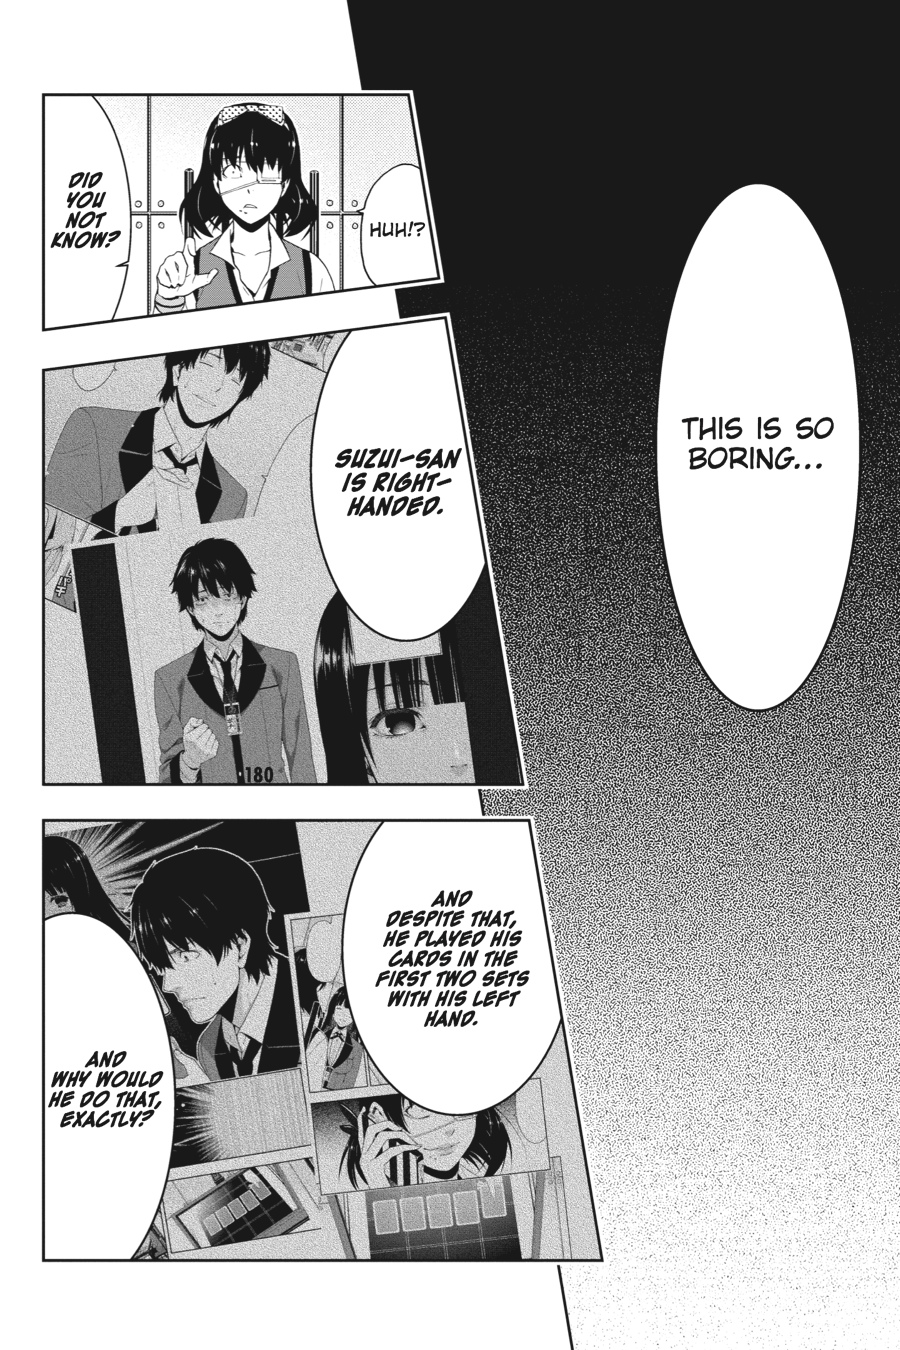 THIS IS SO
BORING...
HUH!?
DID
YOU
NOT
KNOW?
SUZUI-SAN
IS RIGHT-
HANDED.
180
AND
DESPITE THAT,
HE PLAYED HIS
CARDS IN THE
FIRST TWO SETS
WITH HIS LEFT
HAND.
AND
WHY WOULD
HE DO THAT,
EXACTLY?